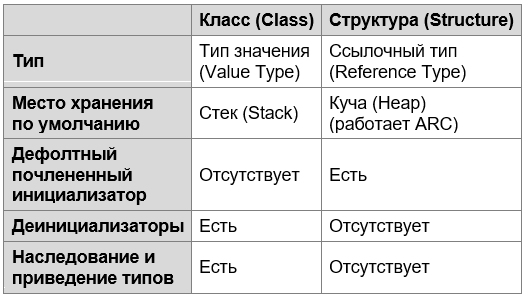 Класс (Class) Структура (Structure)
Тип
Тип значения
(Value Type)
Ссылочный тип
(Reference Type)
Место хранения
по умолчанию
Стек (Stack)
Куча (Heap)
(работает ARC)
Дефолтный
почлененный
инициализатор
Отсутствует
Есть
Деинициализаторы Есть Отсутствует
Наследование и
приведение типов
Есть
Отсутствует